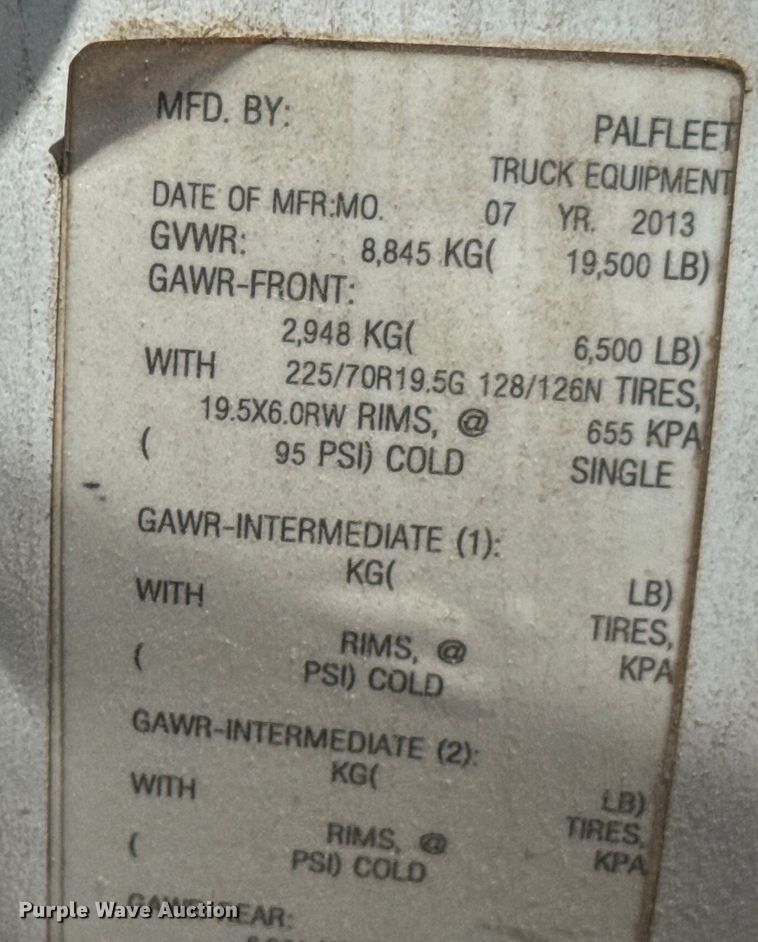 MFD. BY:
PALFLEET
TRUCK EQUIPMENT
DATE OF MFR:MO. 07 YR. 2013
GVWR: 8,845 KG( 19,500 LB)
GAWR-FRONT:
2,948 KG( 6,500 LB)
WITH 225/70R19.5G 128/126N TIRES,
19.5X6.0RW RIMS, @ 655 KPA
( 95 PSI) COLD SINGLE
GAWR-INTERMEDIATE (1):
KG( LB)
WITH TIRES,
RIMS, @ KPA
( PSI) COLD
GAWR-INTERMEDIATE (2):
KG( LB)
WITH TIRES,
RIMS, @ KPA
( PSI) COLD
GAWR-REAR:
Purple Wave Auction